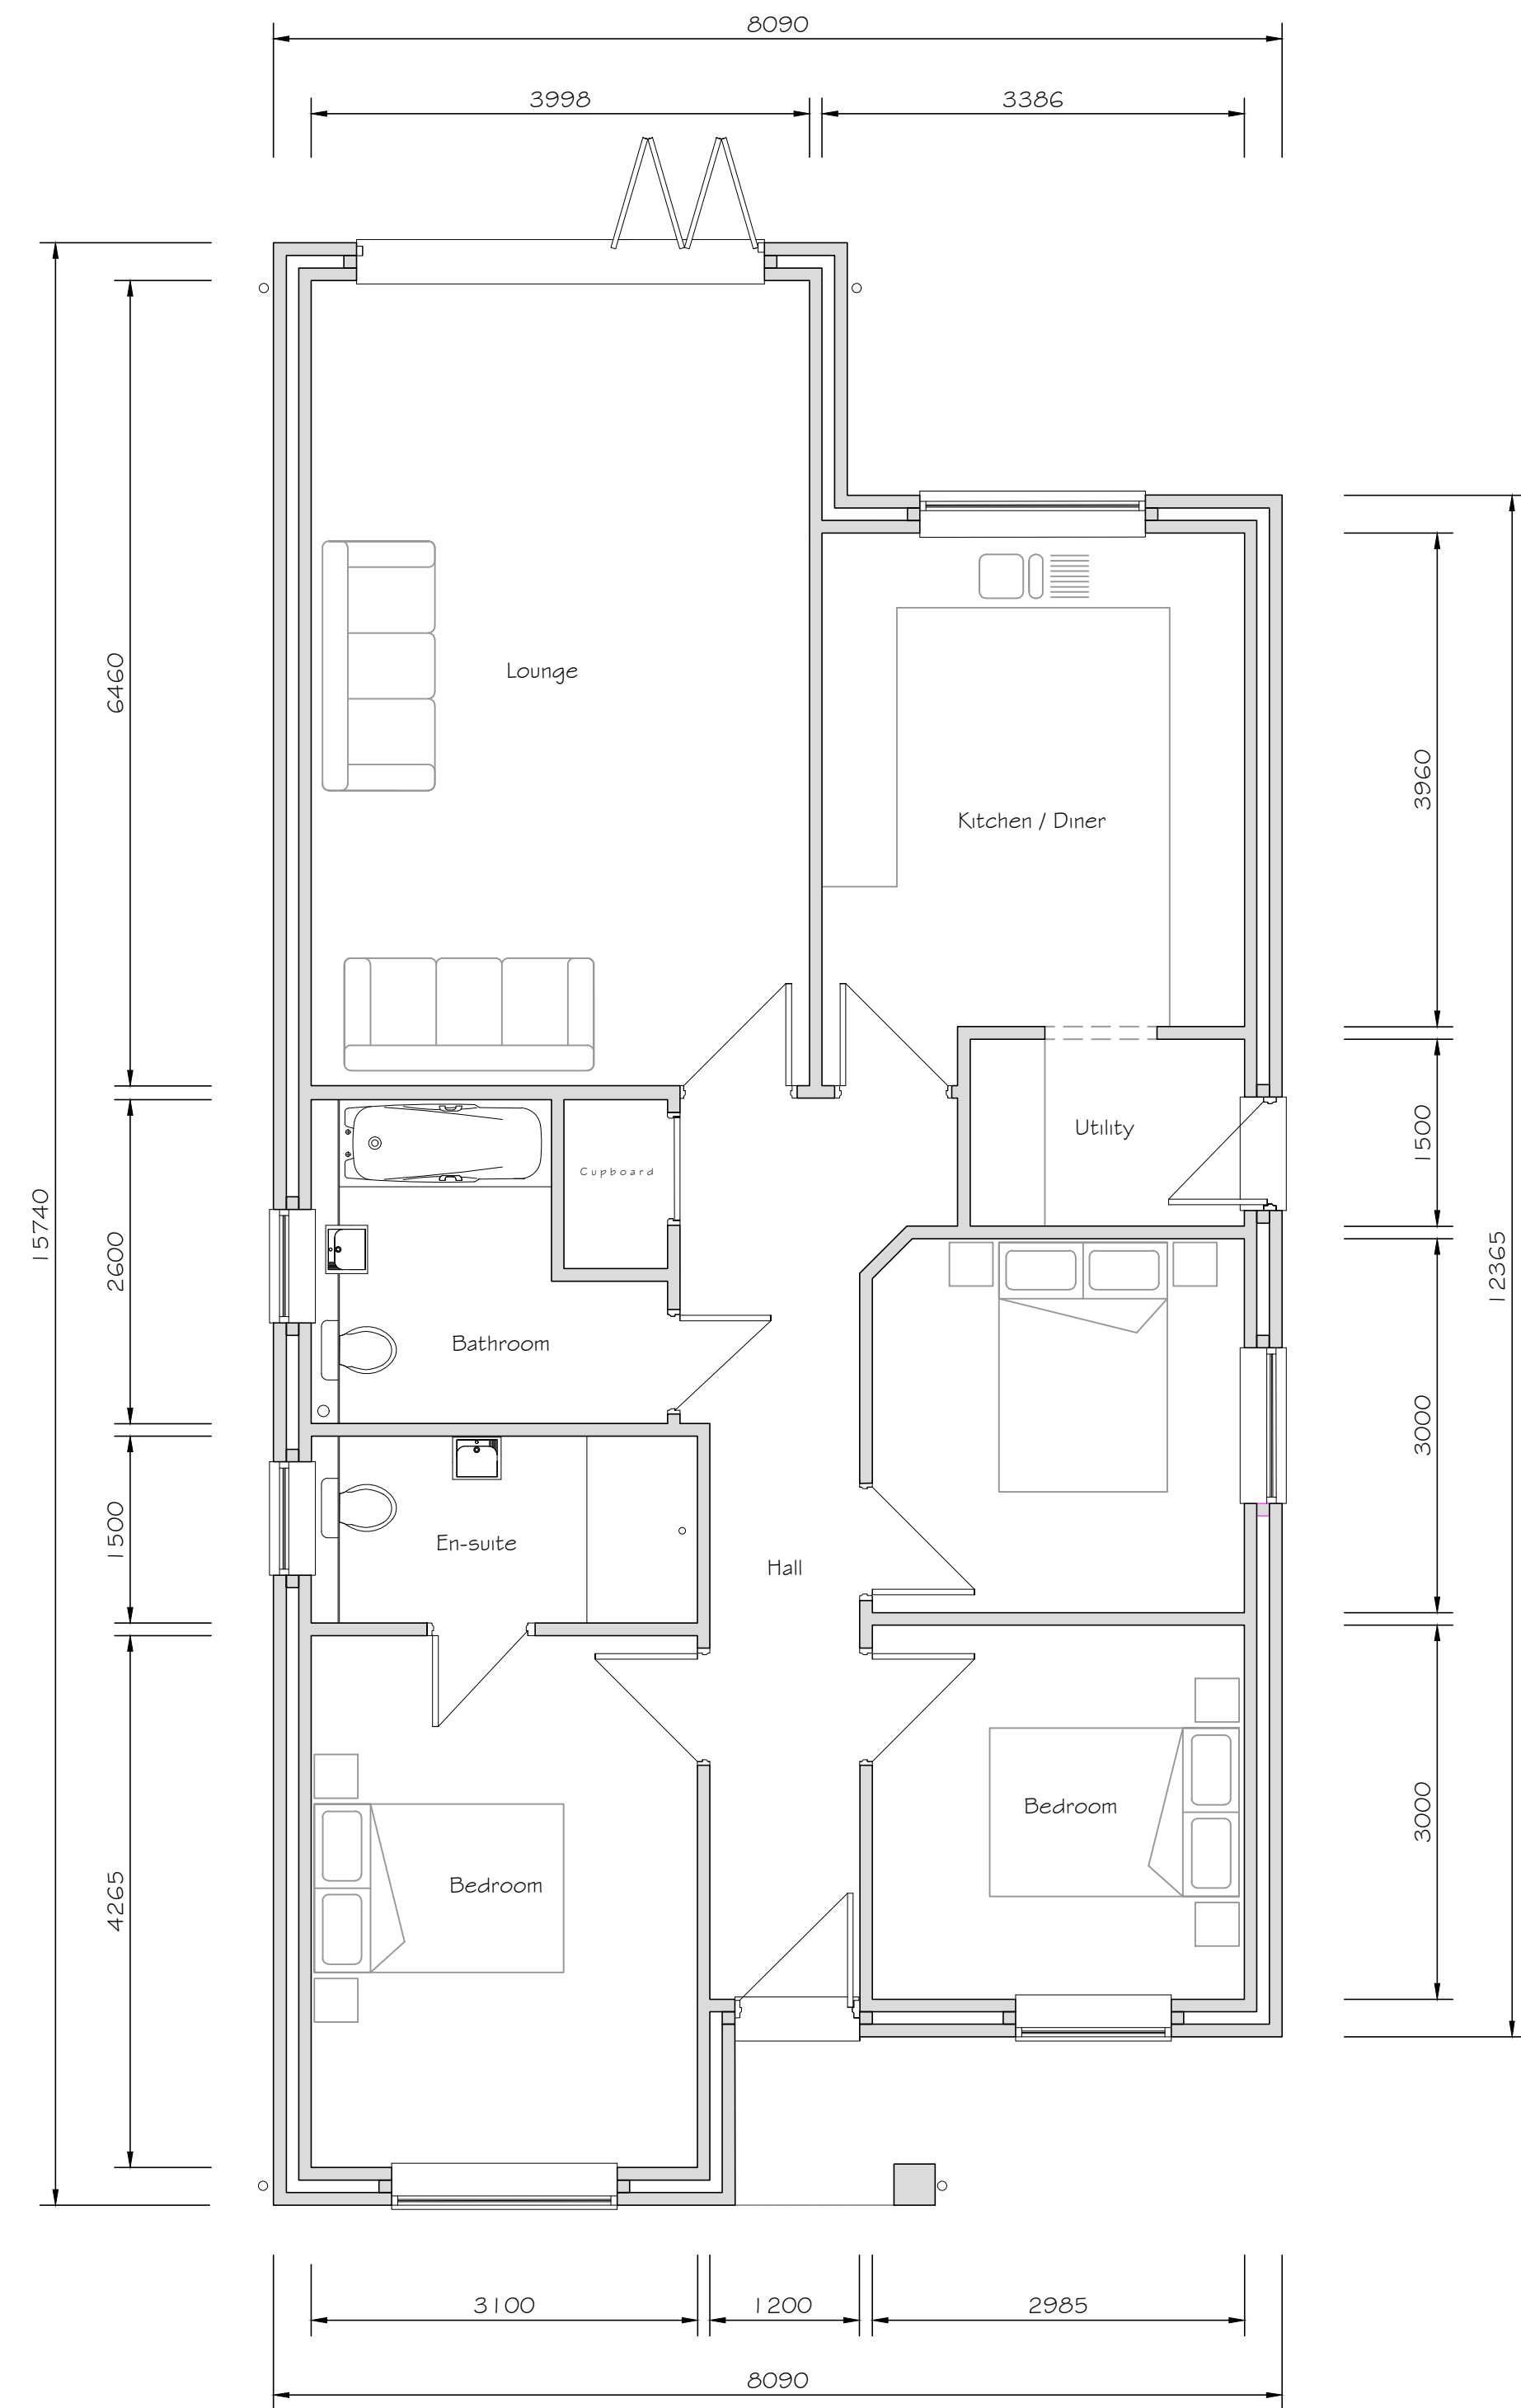 8090
3998
3386
Lounge
6460
Kitchen / Diner
3960
Utility
1500
Cupboard
15740
2600
12365
Bathroom
3000
En-suite
1500
Hall
Bedroom
3000
Bedroom
4265
3100
1200
2985
8090